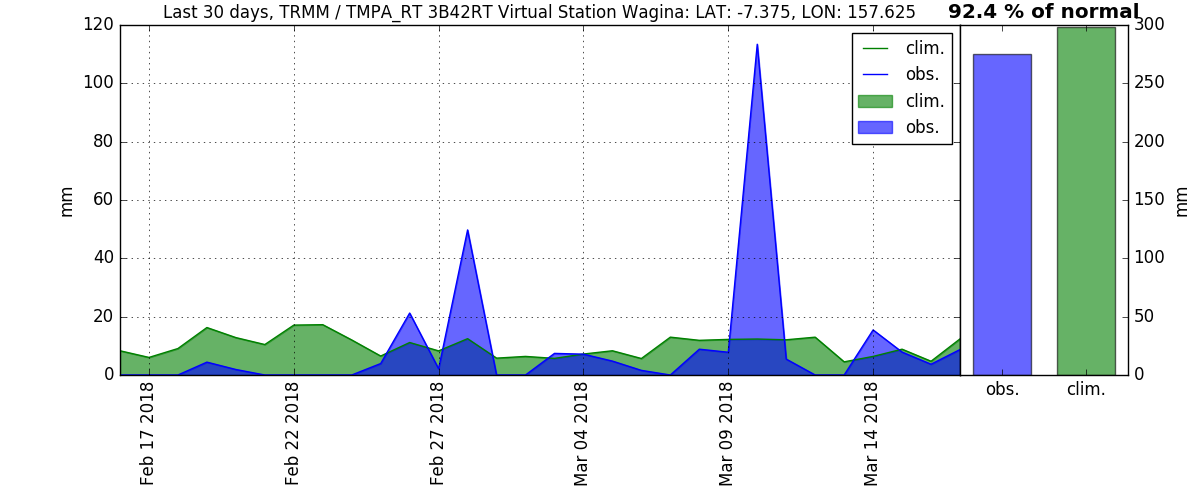 Last 30 days, TRMM / TMPA_RT 3B42RT Virtual Station Wagina: LAT: -7.375, LON: 157.625
92.4 % of normal
mm
120
100
80
60
40
20
0
clim.
obs.
clim.
obs.
Feb 17 2018
Feb 22 2018
Feb 27 2018
Mar 04 2018
Mar 09 2018
Mar 14 2018
300
250
200
150
100
50
0
mm
obs.
clim.